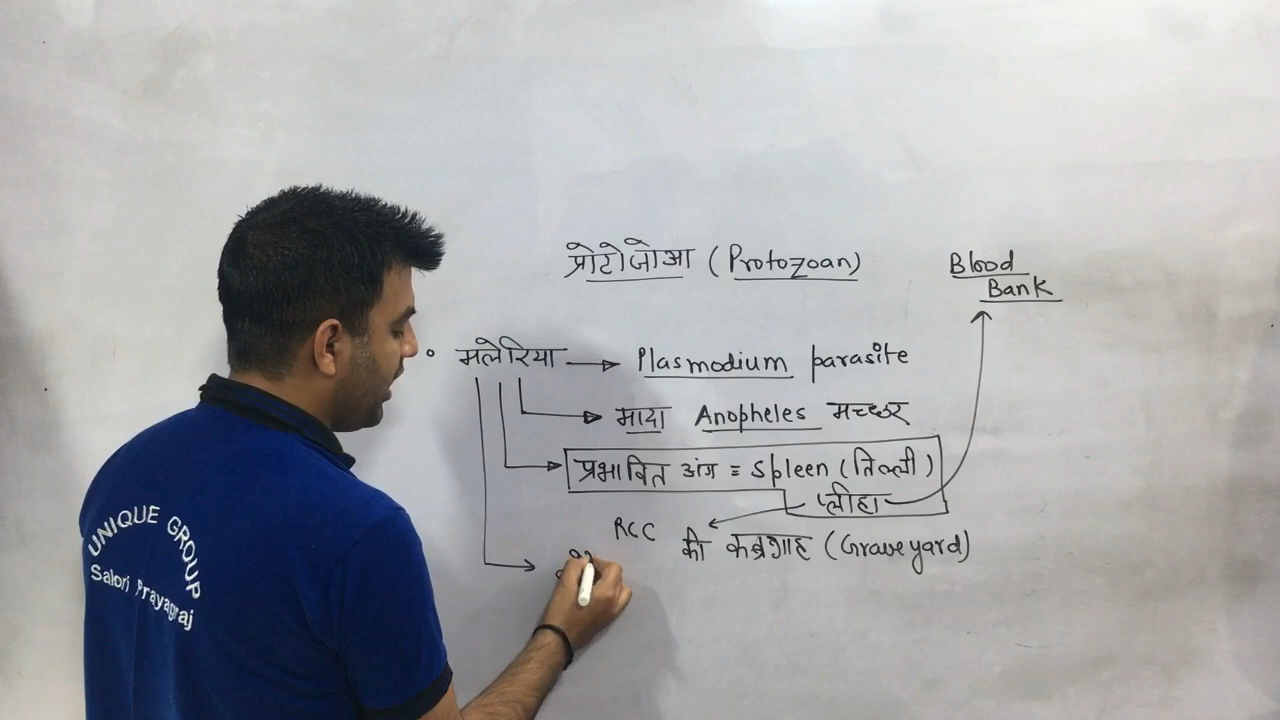 प्रोटोजोआ (Protozoan)
Blood
Bank
मलेरिया → Plasmodium parasite
मादा Anopheles मच्छर
प्रभावित अंग = Spleen (तिल्ली)
प्लीहा
RCC की कब्रगाह (Graveyard)
UNIQUE GROUP
Salori Prayagraj